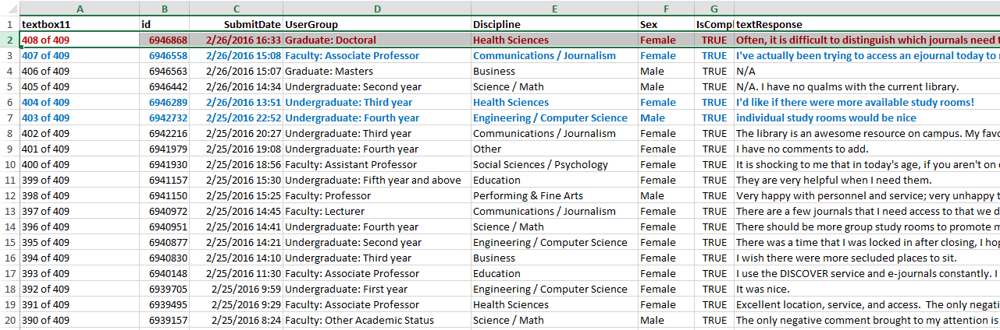 A B C D E F G
1 textbox11 id SubmitDate UserGroup Discipline Sex IsCompl textResponse
2 408 of 409 6946868 2/26/2016 16:33 Graduate: Doctoral Health Sciences Female TRUE Often, it is difficult to distinguish which journals need
3 407 of 409 6946558 2/26/2016 15:08 Faculty: Associate Professor Communications / Journalism Female TRUE I've actually been trying to access an ejournal today to
4 406 of 409 6946563 2/26/2016 15:07 Graduate: Masters Business Male TRUE N/A
5 405 of 409 6946442 2/26/2016 14:34 Undergraduate: Second year Science / Math Male TRUE N/A. I have no qualms with the current library.
6 404 of 409 6946289 2/26/2016 13:51 Undergraduate: Third year Health Sciences Female TRUE I'd like if there were more available study rooms!
7 403 of 409 6942732 2/25/2016 22:52 Undergraduate: Fourth year Engineering / Computer Science Male TRUE individual study rooms would be nice
8 402 of 409 6942216 2/25/2016 20:27 Undergraduate: Third year Communications / Journalism Female TRUE The library is an awesome resource on campus. My
9 401 of 409 6941979 2/25/2016 19:08 Undergraduate: Fourth year Other Female TRUE I have no comments to add.
10 400 of 409 6941930 2/25/2016 18:56 Faculty: Assistant Professor Social Sciences / Psychology Female TRUE It is shocking to me that in today's age, if you aren't on
11 399 of 409 6941157 2/25/2016 15:30 Undergraduate: Fifth year and above Education Female TRUE They are very helpful when I need them.
12 398 of 409 6941150 2/25/2016 15:25 Faculty: Professor Performing & Fine Arts Male TRUE Very happy with personnel and service; very unhappy
13 397 of 409 6940972 2/25/2016 14:45 Faculty: Lecturer Communications / Journalism Female TRUE There are a few journals that I need access to that we
14 396 of 409 6940951 2/25/2016 14:41 Undergraduate: Fourth year Science / Math Female TRUE There should be more group study rooms to promote
15 395 of 409 6940877 2/25/2016 14:21 Undergraduate: Second year Engineering / Computer Science Female TRUE There was a time that I was locked in after closing, I
16 394 of 409 6940830 2/25/2016 14:10 Undergraduate: Third year Business Female TRUE I wish there were more secluded places to sit.
17 393 of 409 6940148 2/25/2016 11:30 Faculty: Associate Professor Education Female TRUE I use the DISCOVER service and e-journals constantly. I
18 392 of 409 6939705 2/25/2016 9:59 Undergraduate: First year Engineering / Computer Science Female TRUE It was nice.
19 391 of 409 6939495 2/25/2016 9:29 Faculty: Associate Professor Health Sciences Female TRUE Excellent location, service, and access. The only
20 390 of 409 6939157 2/25/2016 8:24 Faculty: Other Academic Status Science / Math Male TRUE The only negative comment brought to my attention is